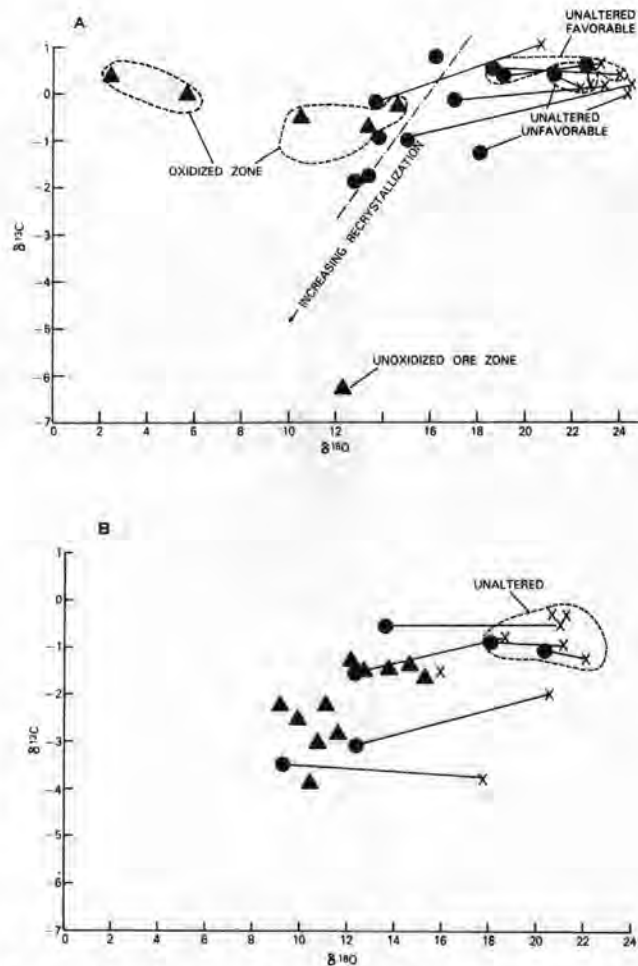 A
UNALTERED
FAVORABLE
1
0
OXIDIZED ZONE
UNALTERED
UNFAVORABLE
-1
-2
δ¹³C
-3
INCREASING RECRYSTALLIZATION
-4
-5
-6
UNOXIDIZED ORE ZONE
-7
0 2 4 6 8 10 12 14 16 18 20 22 24
δ¹⁸O
B
1
UNALTERED
0
-1
-2
δ¹³C
-3
-4
-5
-6
-7
0 2 4 6 8 10 12 14 16 18 20 22 24
δ¹⁸O